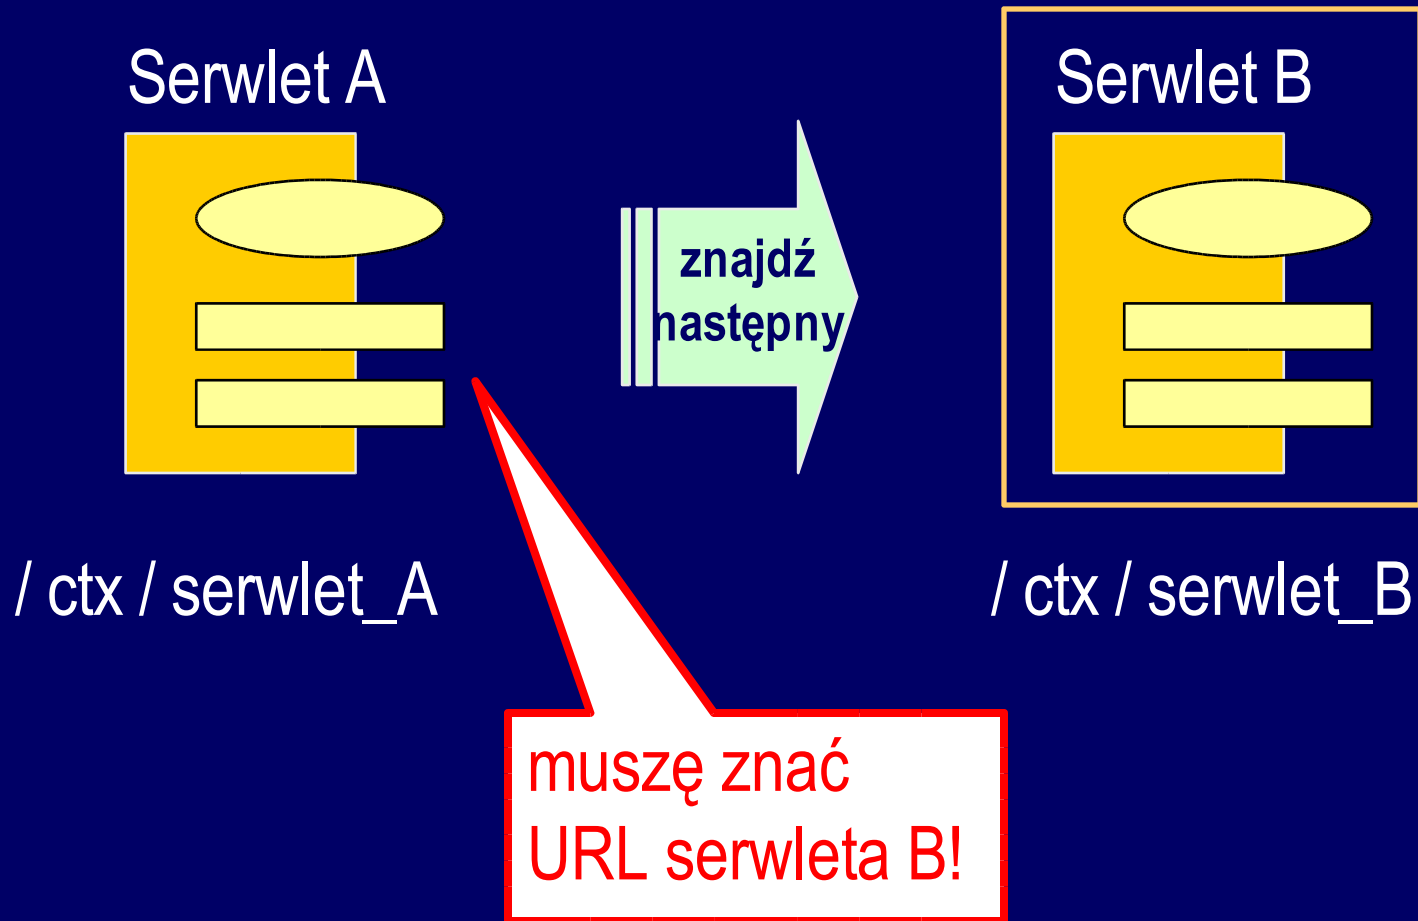 Serwlet A
Serwlet B
znajdź
następny
/ ctx / serwlet_A
/ ctx / serwlet_B
muszę znać
URL serwleta B!